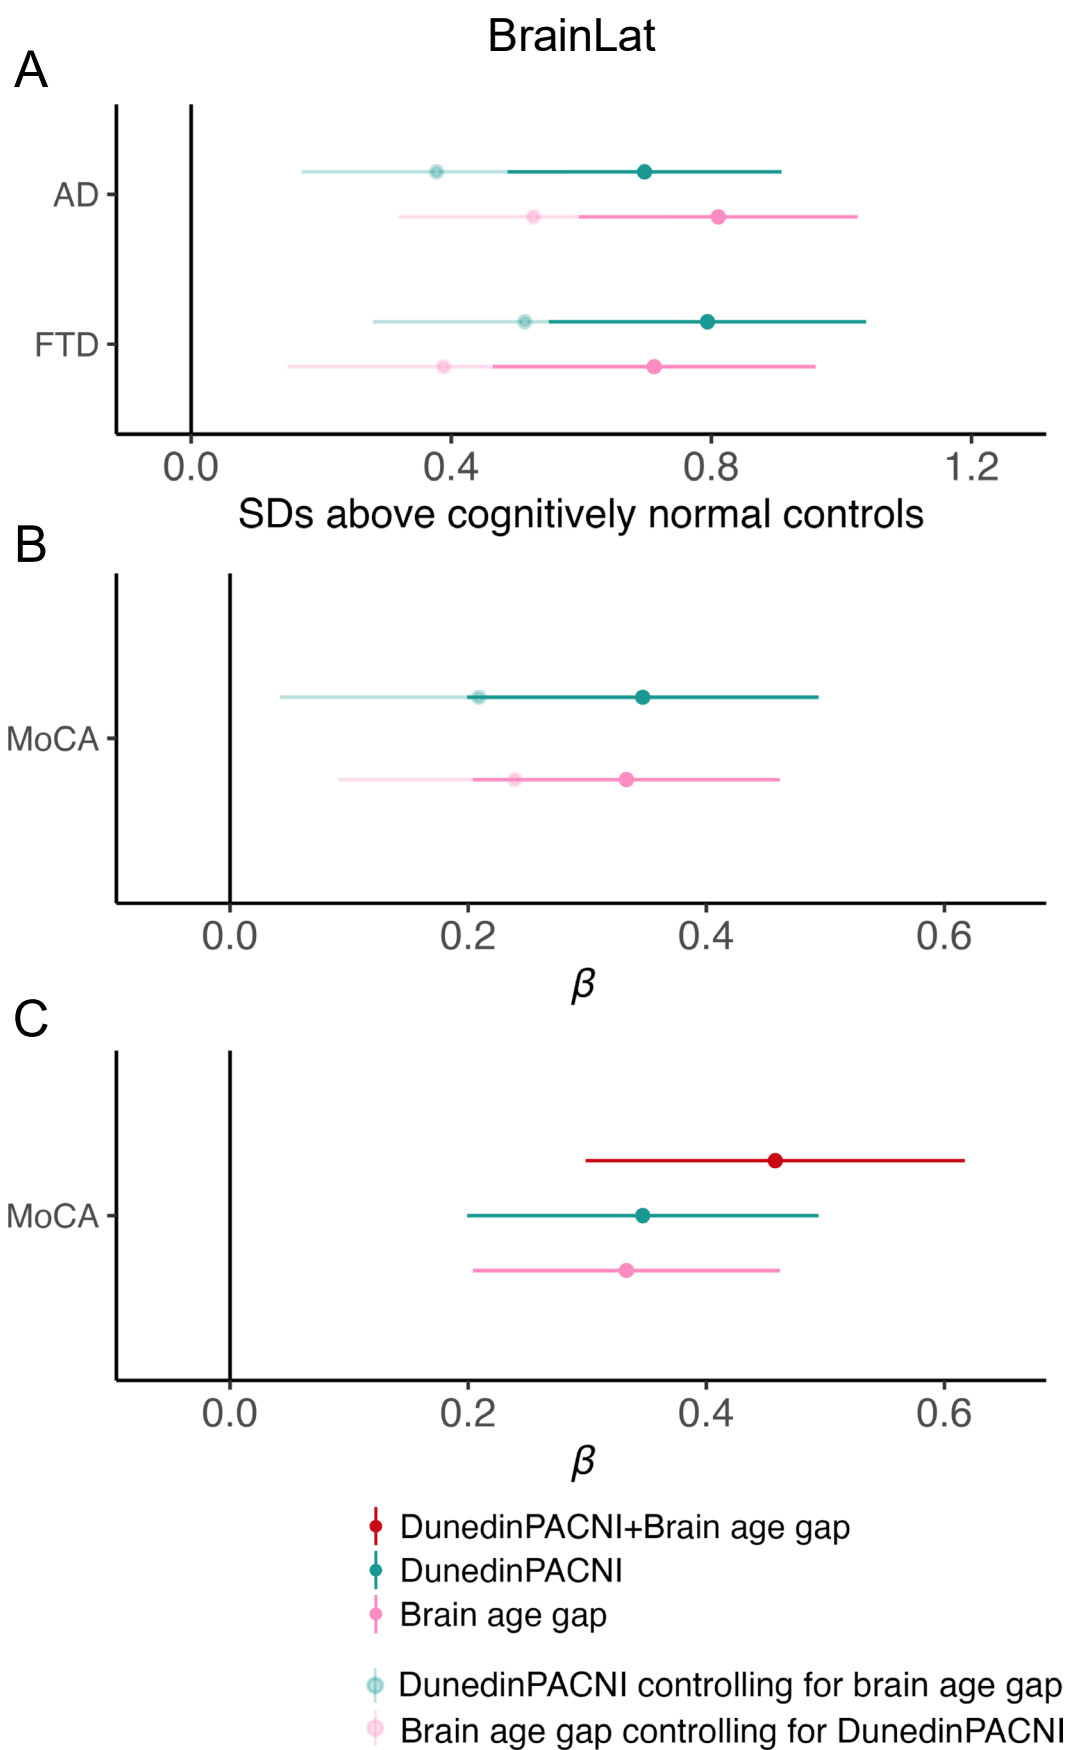 BrainLat
A
AD
FTD
0.0 0.4 0.8 1.2
SDs above cognitively normal controls
B
MoCA
0.0 0.2 0.4 0.6
β
C
MoCA
0.0 0.2 0.4 0.6
β
DunedinPACNI+Brain age gap
DunedinPACNI
Brain age gap
DunedinPACNI controlling for brain age gap
Brain age gap controlling for DunedinPACNI